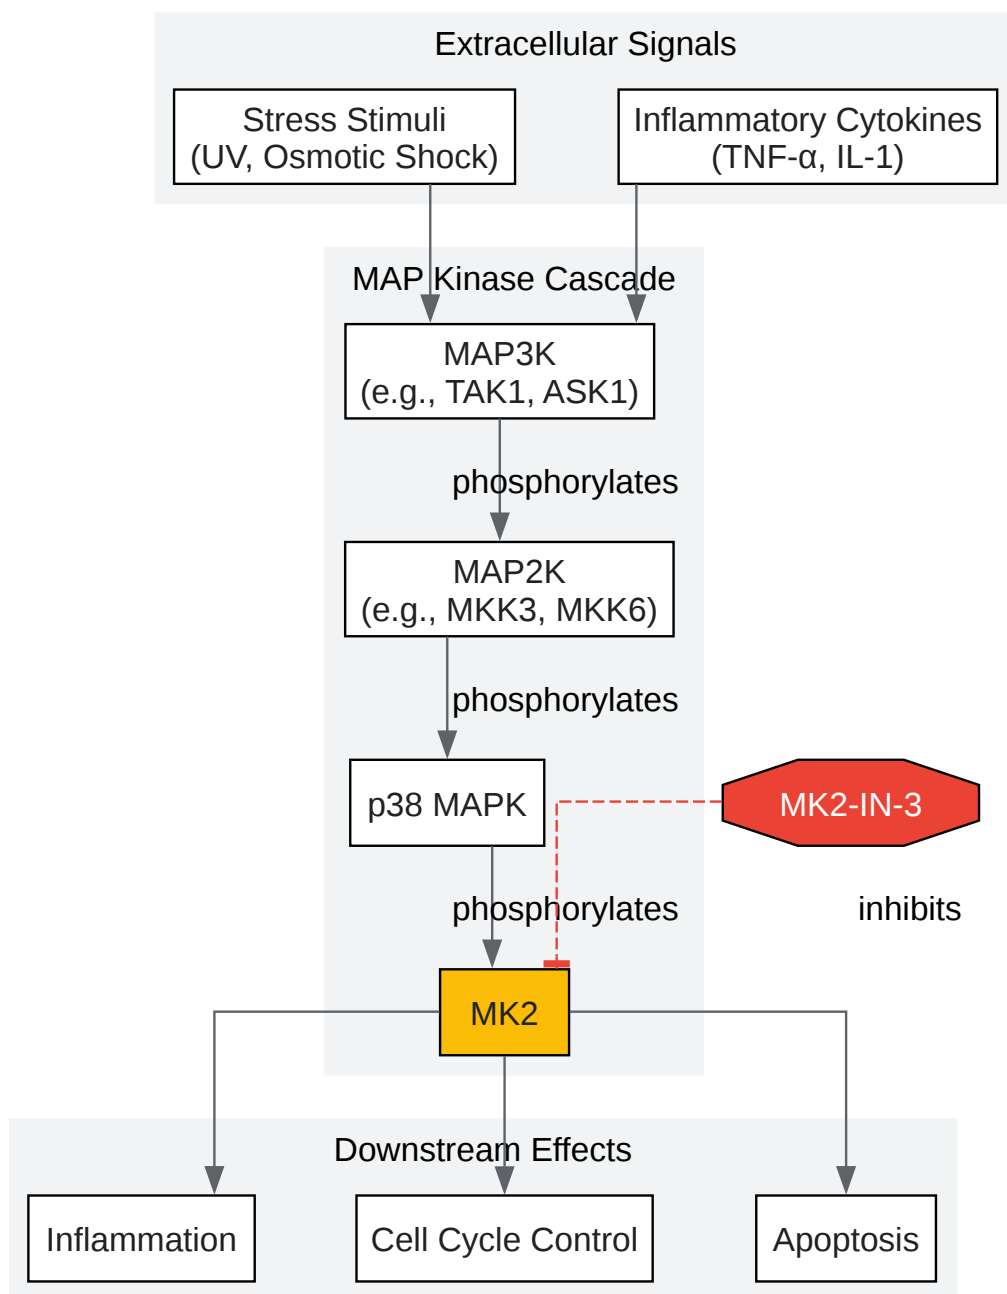 Extracellular Signals
Stress Stimuli
(UV, Osmotic Shock)
Inflammatory Cytokines
(TNF-α, IL-1)
MAP Kinase Cascade
MAP3K
(e.g., TAK1, ASK1)
phosphorylates
MAP2K
(e.g., MKK3, MKK6)
phosphorylates
p38 MAPK
MK2-IN-3
phosphorylates
inhibits
MK2
Downstream Effects
Inflammation
Cell Cycle Control
Apoptosis